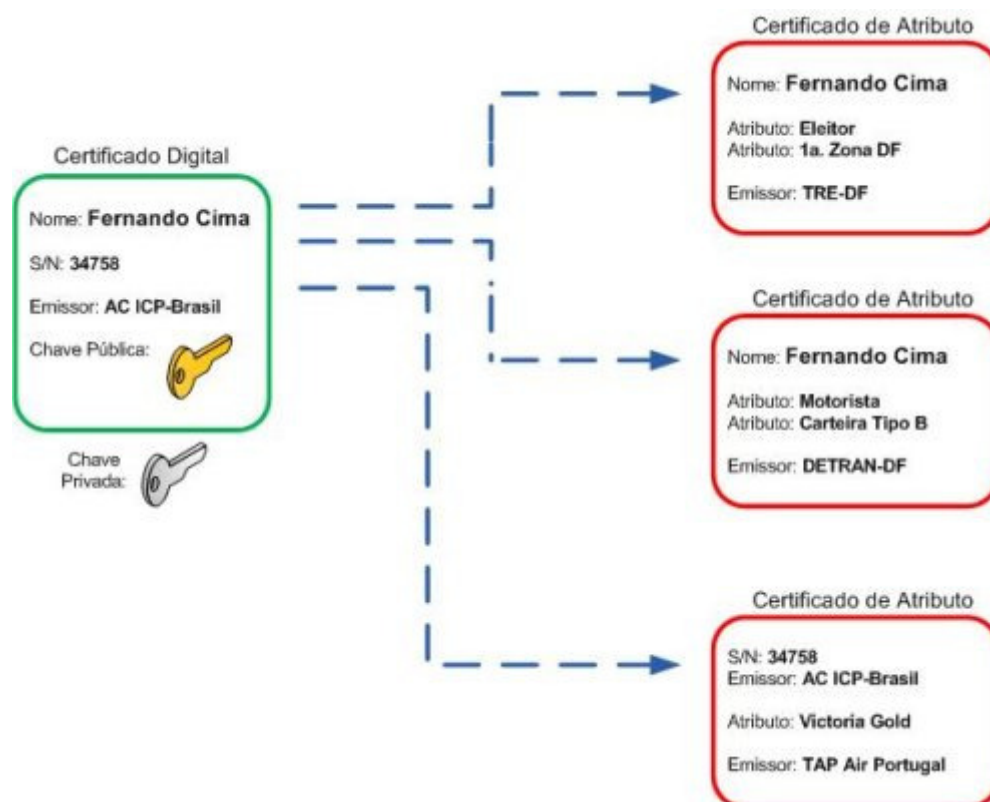 Certificado Digital
Nome: Fernando Cima
S/N: 34758
Emissor: AC ICP-Brasil
Chave Pública:
Chave
Privada:
Certificado de Atributo
Nome: Fernando Cima
Atributo: Eleitor
Atributo: 1a. Zona DF
Emissor: TRE-DF
Certificado de Atributo
Nome: Fernando Cima
Atributo: Motorista
Atributo: Carteira Tipo B
Emissor: DETRAN-DF
Certificado de Atributo
S/N: 34758
Emissor: AC ICP-Brasil
Atributo: Victoria Gold
Emissor: TAP Air Portugal